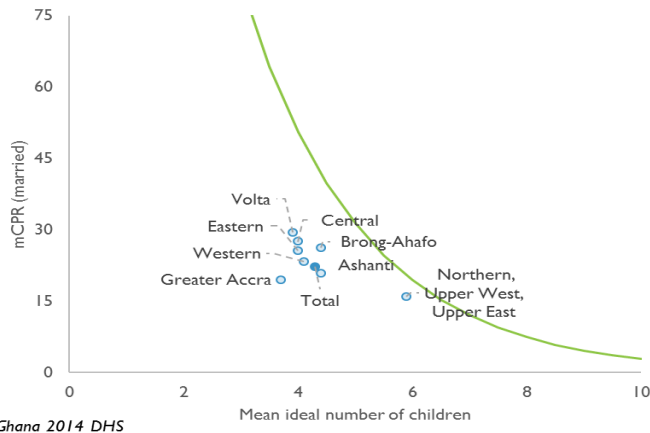 75
60
45
30
15
0
mCPR (married)
Volta
Eastern
Central
Brong-Ahafo
Western
Ashanti
Greater Accra
Total
Northern,
Upper West,
Upper East
0 2 4 6 8 10
Mean ideal number of children
Ghana 2014 DHS